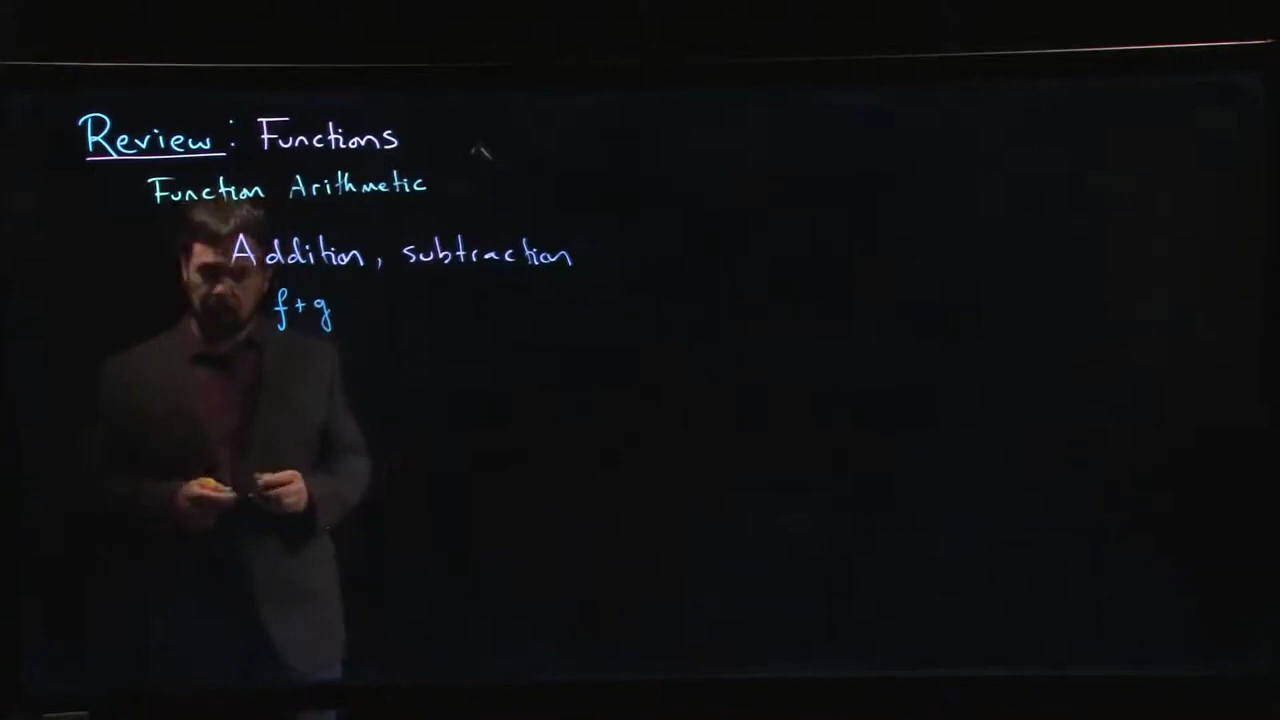 Review: Functions
Function Arithmetic
Addition, subtraction
f+g